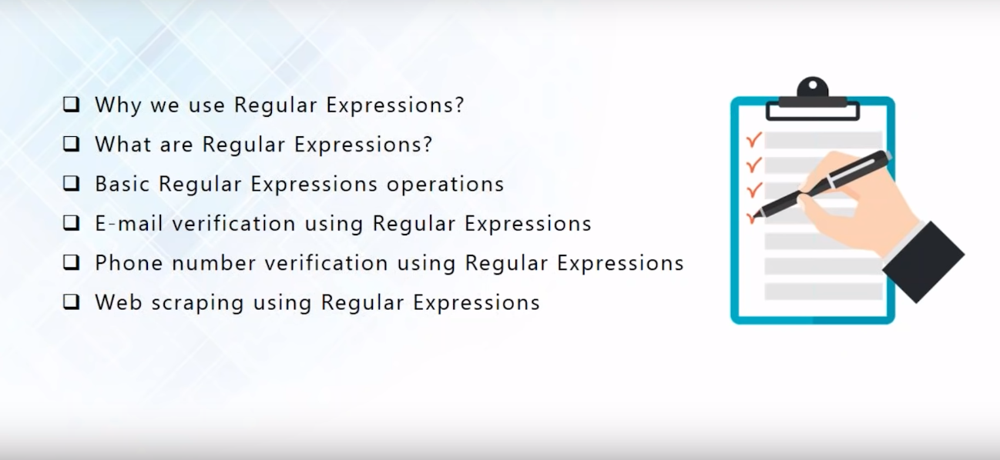 Why we use Regular Expressions?
What are Regular Expressions?
Basic Regular Expressions operations
E-mail verification using Regular Expressions
Phone number verification using Regular Expressions
Web scraping using Regular Expressions